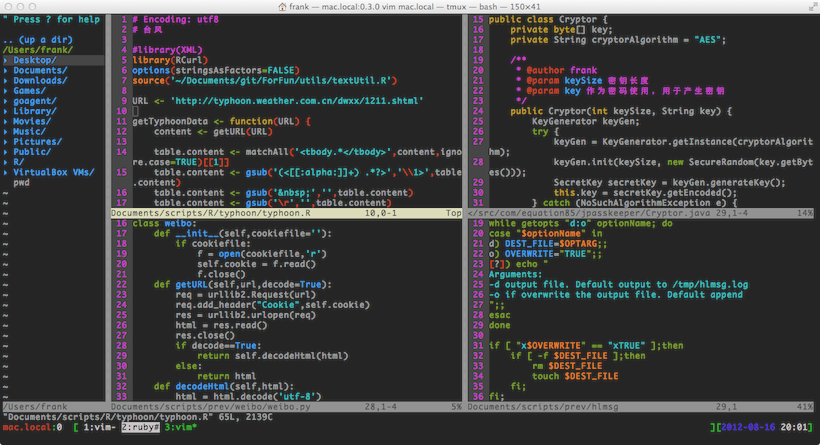 frank — mac.local:0.3.0 vim mac.local — tmux — bash — 150×41
" Press ? for help
.. (up a dir)
/Users/frank/
▸ Desktop/
▸ Documents/
▸ Downloads/
▸ Games/
▸ goagent/
▸ Library/
▸ Movies/
▸ Music/
▸ Pictures/
▸ Public/
▸ R/
▸ VirtualBox VMs/
pwd
/Users/frank
1 # Encoding: utf8
2 # 台风
3
4 #library(XML)
5 library(RCurl)
6 options(stringsAsFactors=FALSE)
7 source('~/Documents/git/ForFun/utils/textUtil.R')
8
9 URL <- 'http://typhoon.weather.com.cn/dwxx/1211.shtml'
10
11 getTyphoonData <- function(URL) {
12 content <- getURL(URL)
13
14 table.content <- matchAll('<tbody.*</tbody>',content,igno
re.case=TRUE)[[1]]
15 table.content <- gsub('(<[[:alpha:]]+) .*?>','\\1>',table
.content)
16 table.content <- gsub('&nbsp;','',table.content)
17 table.content <- gsub('\r','',table.content)
Documents/scripts/R/typhoon/typhoon.R 10,0-1 Top
15 public class Cryptor {
16 private byte[] key;
17 private String cryptorAlgorithm = "AES";
18
19 /**
20 * @author frank
21 * @param keySize 密钥长度
22 * @param key 作为密码使用，用于产生密钥
23 */
24 public Cryptor(int keySize, String key) {
25 KeyGenerator keyGen;
26 try {
27 keyGen = KeyGenerator.getInstance(cryptorAlgorit
hm);
28 keyGen.init(keySize, new SecureRandom(key.getByt
es()));
29 SecretKey secretKey = keyGen.generateKey();
30 this.key = secretKey.getEncoded();
31 } catch (NoSuchAlgorithmException e) {
</src/com/equation85/jpasskeeper/Cryptor.java 29,1-4 14%
16 class weibo:
17 def __init__(self,cookiefile=''):
18 if cookiefile:
19 f = open(cookiefile,'r')
20 self.cookie = f.read()
21 f.close()
22 def getURL(self,url,decode=True):
23 req = urllib2.Request(url)
24 req.add_header("Cookie",self.cookie)
25 res = urllib2.urlopen(req)
26 html = res.read()
27 res.close()
28 if decode==True:
29 return self.decodeHtml(html)
30 else:
31 return html
32 def decodeHtml(self,html):
33 html = html.decode('utf-8')
Documents/scripts/prev/weibo/weibo.py 28,1-4 5%
19 while getopts "d:o" optionName; do
20 case "$optionName" in
21 d) DEST_FILE=$OPTARG;;
22 o) OVERWRITE="TRUE";;
23 [?]) echo "
24 Arguments:
25 -d output file. Default output to /tmp/hlmsg.log
26 -o if overwrite the output file. Default append
27 ";;
28 esac
29 done
30
31 if [ "x$OVERWRITE" == "xTRUE" ];then
32 if [ -f $DEST_FILE ];then
33 rm $DEST_FILE
34 touch $DEST_FILE
35 fi;
36 fi;
Documents/scripts/prev/hlmsg 29,1 41%
"Documents/scripts/R/typhoon/typhoon.R" 65L, 2139C
mac.local:0 [ 1:vim- 2:ruby# 3:vim* ][2012-08-16 20:01]